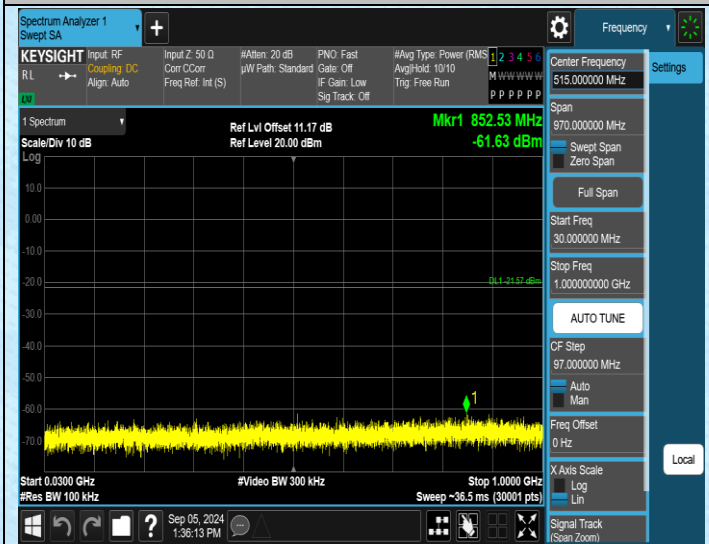 Spectrum Analyzer 1
Swept SA
Frequency
KEYSIGHT
RL
LXI
Input: RF
Coupling: DC
Align: Auto
Input Z: 50 Ω
Corr CCorr
Freq Ref: Int (S)
#Atten: 20 dB
µW Path: Standard
PNO: Fast
Gate: Off
IF Gain: Low
Sig Track: Off
#Avg Type: Power (RMS
Avg|Hold: 10/10
Trig: Free Run
1 2 3 4 5 6
M W W W W W
P P P P P P
1 Spectrum
Scale/Div 10 dB
Log
Ref Lvl Offset 11.17 dB
Ref Level 20.00 dBm
Mkr1 852.53 MHz
-61.63 dBm
10.0
0.00
-10.0
-20.0
-30.0
-40.0
-50.0
-60.0
-70.0
DL1 -21.57 dBm
1
Start 0.0300 GHz
#Res BW 100 kHz
#Video BW 300 kHz
Stop 1.0000 GHz
Sweep ~36.5 ms (30001 pts)
Sep 05, 2024
1:36:13 PM
Center Frequency
515.000000 MHz
Settings
Span
970.000000 MHz
Swept Span
Zero Span
Full Span
Start Freq
30.000000 MHz
Stop Freq
1.000000000 GHz
AUTO TUNE
CF Step
97.000000 MHz
Auto
Man
Freq Offset
0 Hz
X Axis Scale
Log
Lin
Local
Signal Track
(Span Zoom)